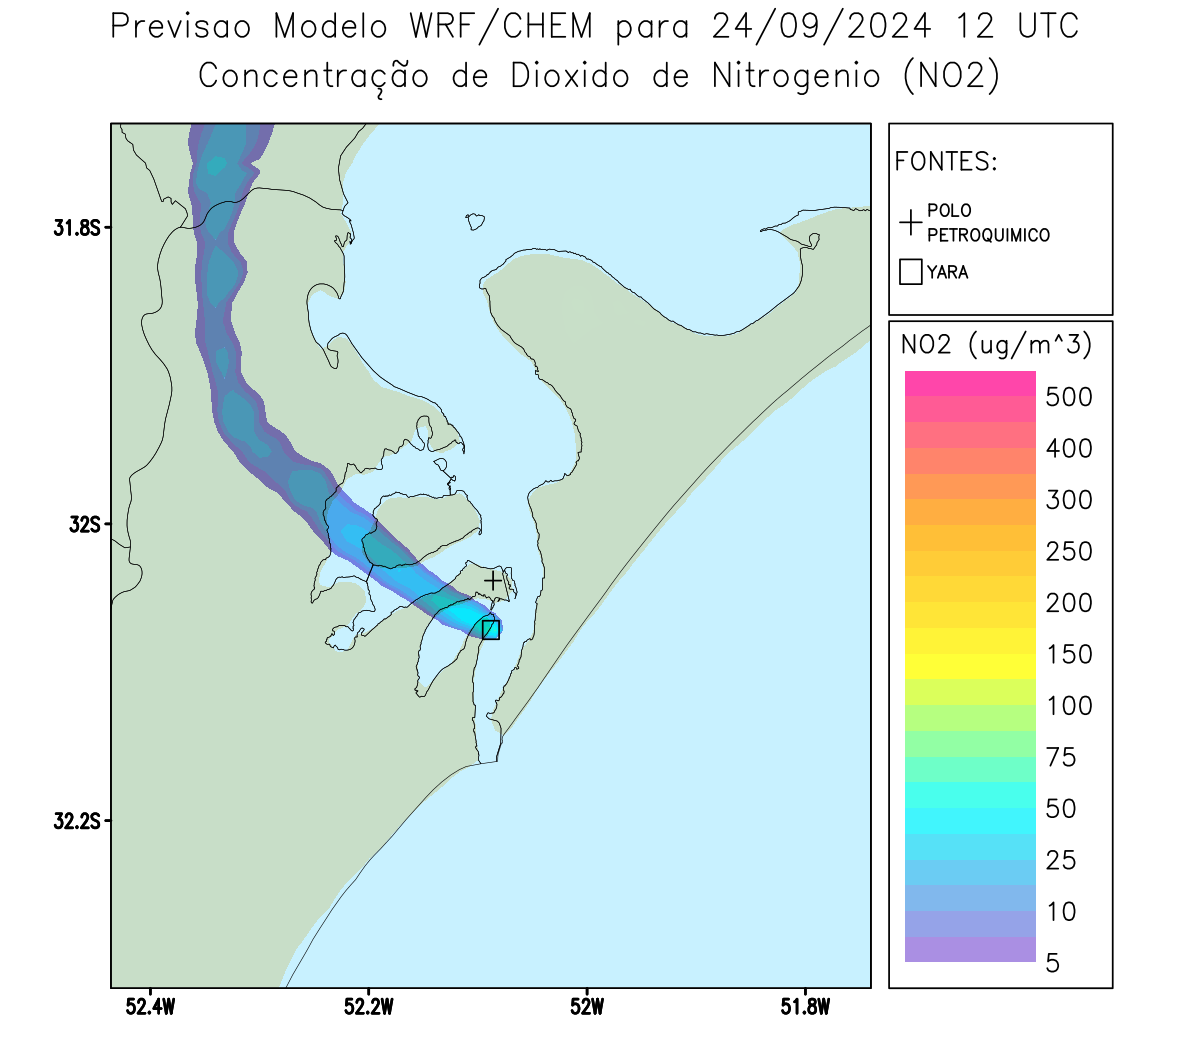 Previsao Modelo WRF/CHEM para 24/09/2024 12 UTC
Concentração de Dioxido de Nitrogenio (NO2)
FONTES:
POLO
PETROQUIMICO
YARA
NO2 (ug/m^3)
500
400
300
250
200
150
100
75
50
25
10
5
31.8S
32S
32.2S
52.4W
52.2W
52W
51.8W